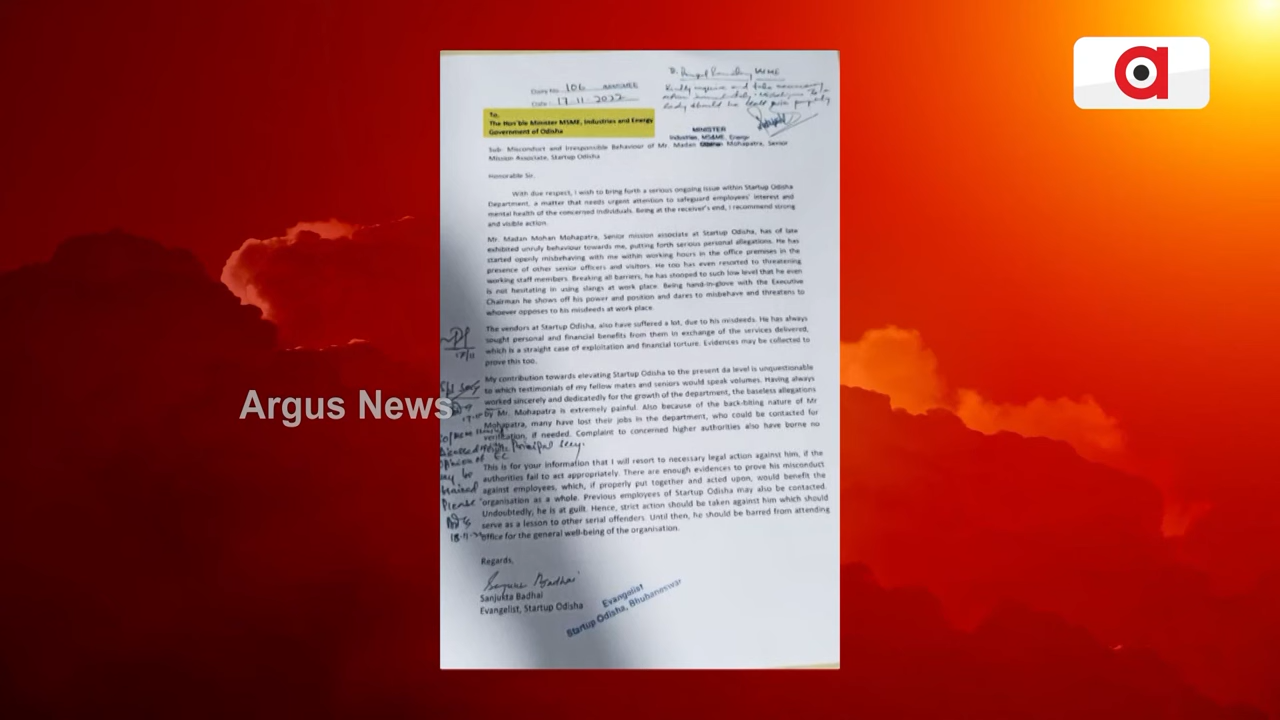 Diary No. 106
Date: 17.11.2022
Kindly enquire and take necessary
To,
The Hon'ble Minister MSME, Industries and Energy
Government of Odisha
MINISTER
Industries, MS&ME, Energy
Sub: Misconduct and Irresponsible Behaviour of Mr. Madan Mohapatra, Senior
Mission Associate, Startup Odisha
Honorable Sir,
With due respect, I wish to bring forth a serious ongoing issue within Startup Odisha
Department, a matter that needs urgent attention to safeguard employees' interest and
mental health of the concerned individuals. Being at the receiver's end, I recommend strong
and visible action.
Mr. Madan Mohan Mohapatra, Senior mission associate at Startup Odisha, has of late
exhibited unruly behaviour towards me, putting forth serious personal allegations. He has
started openly misbehaving with me within working hours in the office premises in the
presence of other senior officers and visitors. He too has even resorted to threatening
working staff members. Breaking all barriers, he has stooped to such low level that he even
is not hesitating in using slangs at work place. Being hand-in-glove with the Executive
Chairman he shows off his power and position and dares to misbehave and threatens to
whoever opposes to his misdeeds at work place.
The vendors at Startup Odisha, also have suffered a lot, due to his misdeeds. He has always
sought personal and financial benefits from them in exchange of the services delivered,
which is a straight case of exploitation and financial torture. Evidences may be collected to
prove this too.
My contribution towards elevating Startup Odisha to the present da level is unquestionable
to which testimonials of my fellow mates and seniors would speak volumes. Having always
worked sincerely and dedicatedly for the growth of the department, the baseless allegations
by Mr. Mohapatra is extremely painful. Also because of the back-biting nature of Mr
Mohapatra, many have lost their jobs in the department, who could be contacted for
verification, if needed. Complaint to concerned higher authorities also have borne no
Principal Secy.
This is for your information that I will resort to necessary legal action against him, if the
authorities fail to act appropriately. There are enough evidences to prove his misconduct
against employees, which, if properly put together and acted upon, would benefit the
organisation as a whole. Previous employees of Startup Odisha may also be contacted.
Undoubtedly, he is at guilt. Hence, strict action should be taken against him which should
serve as a lesson to other serial offenders. Until then, he should be barred from attending
office for the general well-being of the organisation.
Please
Regards,
Sanjukta Badhai
Evangelist, Startup Odisha
Evangelist
Startup Odisha, Bhubaneswar
Argus News